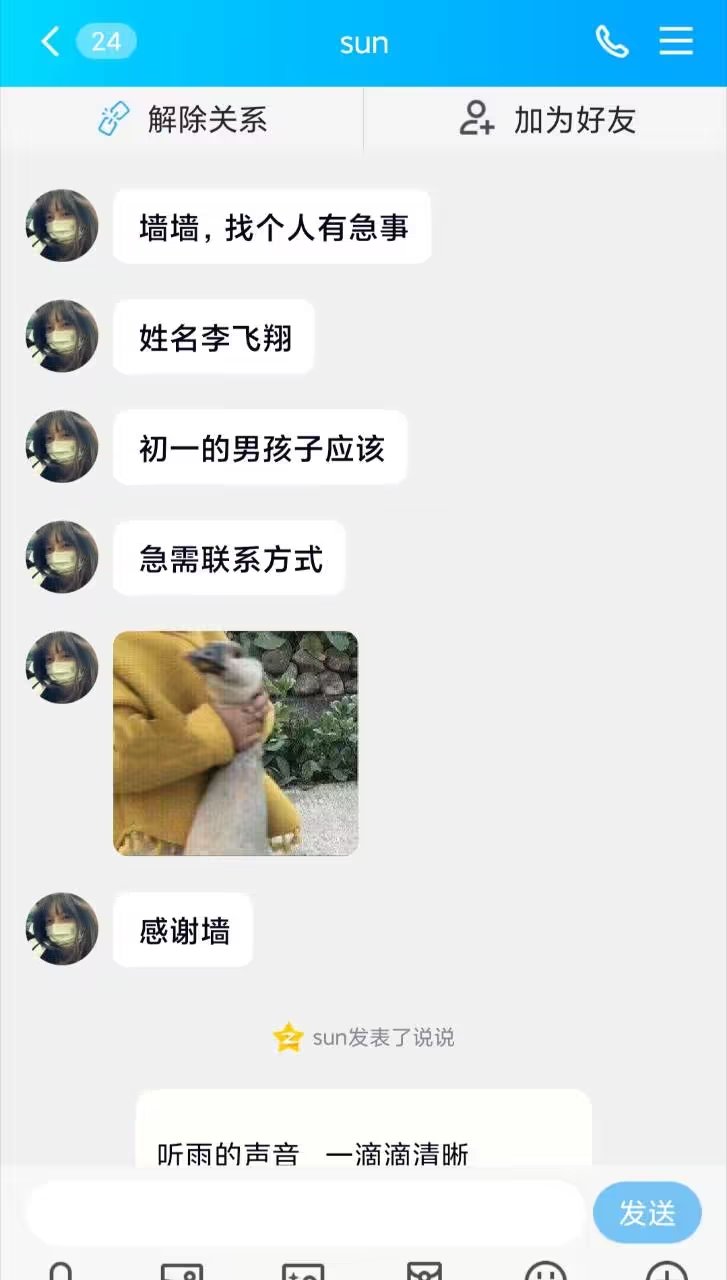 24
sun
解除关系
加为好友
墙墙，找个人有急事
姓名李飞翔
初一的男孩子应该
急需联系方式
感谢墙
sun发表了说说
听雨的声音 一滴滴清晰
发送